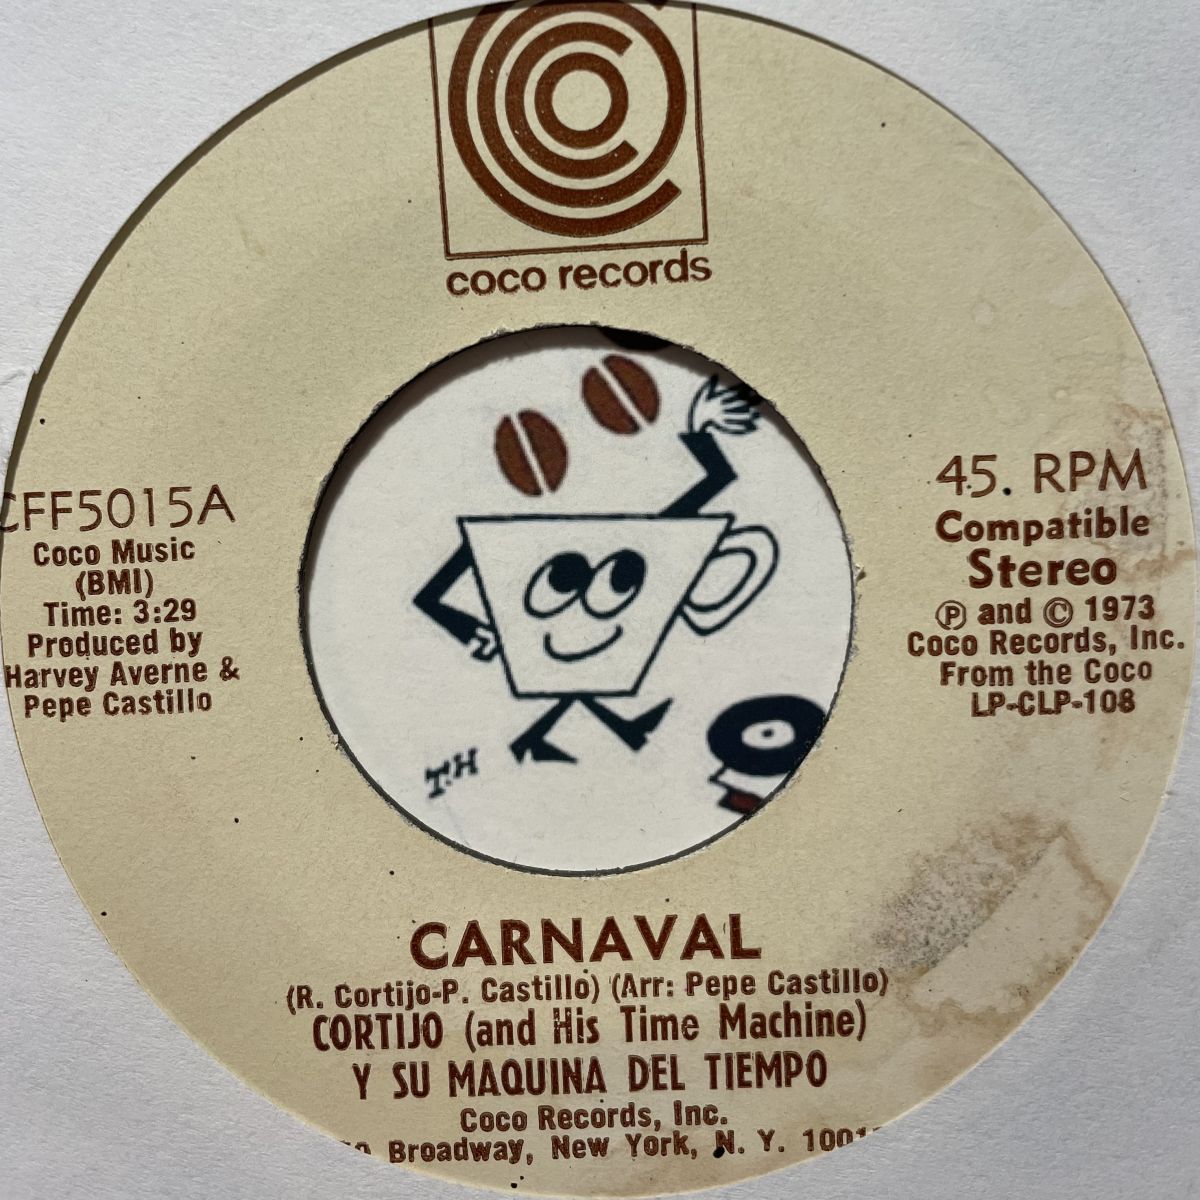 coco records
CFF5015A
Coco Music
(BMI)
Time: 3:29
Produced by
Harvey Averne &
Pepe Castillo
45. RPM
Compatible
Stereo
Ⓟ and © 1973
Coco Records, Inc.
From the Coco
LP-CLP-108
T.H
CARNAVAL
(R. Cortijo-P. Castillo) (Arr: Pepe Castillo)
CORTIJO (and His Time Machine)
Y SU MAQUINA DEL TIEMPO
Coco Records, Inc.
Broadway, New York, N. Y.